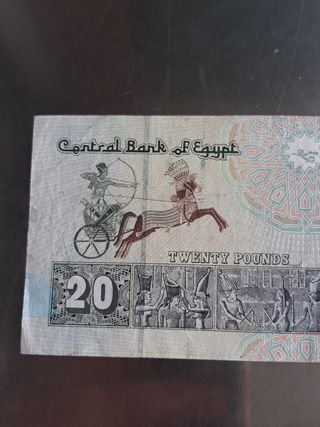 Central Bank of Egypt
TWENTY POUNDS
20